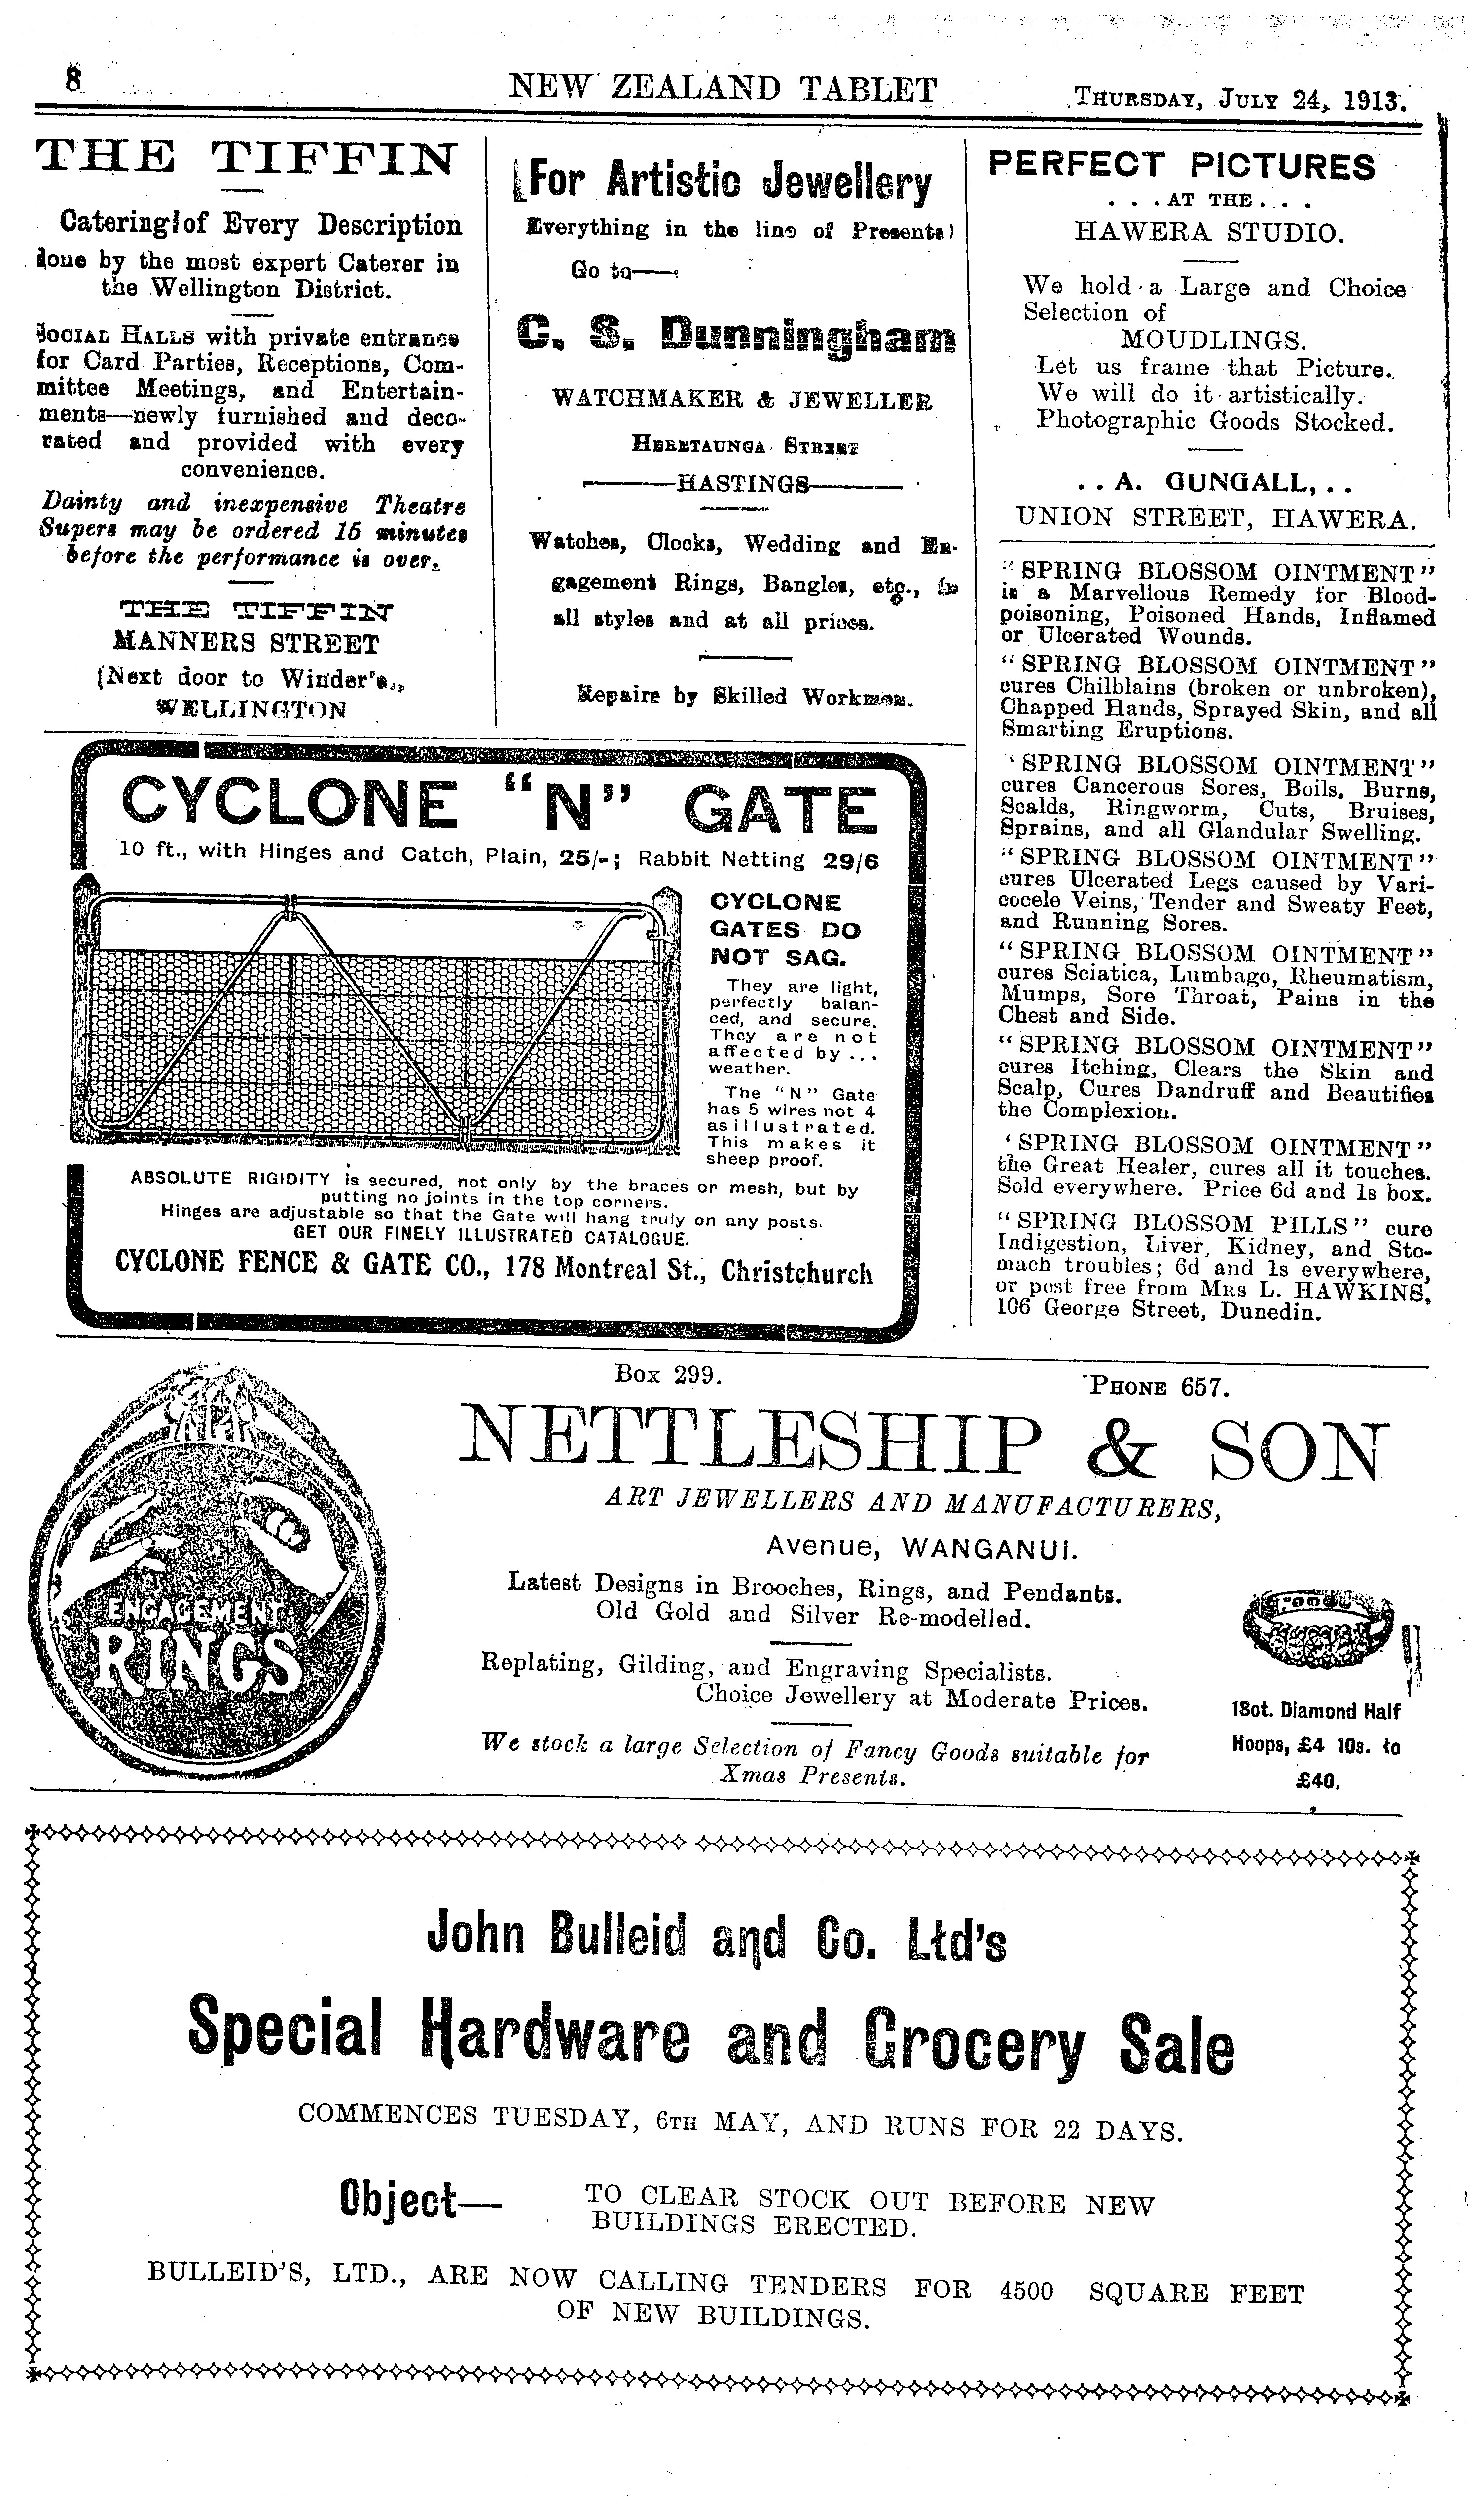 8
NEW ZEALAND TABLET
THURSDAY, JULY 24, 1913.
THE TIFFIN
Catering of Every Description
done by the most expert Caterer in
the Wellington District.
SOCIAL HALLS with private entrance
for Card Parties, Receptions, Com-
mittee Meetings, and Entertain-
ments—newly furnished and deco-
rated and provided with every
convenience.
Dainty and inexpensive Theatre
Supers may be ordered 15 minutes
before the performance is over.
THE TIFFIN
MANNERS STREET
(Next door to Winder's.,
WELLINGTON
For Artistic Jewellery
Everything in the line of Presents!
Go to—
C. S. Dunningham
WATCHMAKER & JEWELLER
HERETAUNGA STREET
HASTINGS
Watches, Clocks, Wedding and En-
gagement Rings, Bangles, etc., in
all styles and at all prices.
Repairs by Skilled Workmen.
PERFECT PICTURES
. . . AT THE . . . .
HAWERA STUDIO.
We hold a Large and Choice
Selection of
MOUDLINGS.
Let us frame that Picture.
We will do it artistically.
Photographic Goods Stocked.
. . A. GUNGALL, . .
UNION STREET, HAWERA.
"SPRING BLOSSOM OINTMENT"
is a Marvellous Remedy for Blood-
poisoning, Poisoned Hands, Inflamed
or Ulcerated Wounds.
"SPRING BLOSSOM OINTMENT"
cures Chilblains (broken or unbroken),
Chapped Hands, Sprayed Skin, and all
Smarting Eruptions.
'SPRING BLOSSOM OINTMENT"
cures Cancerous Sores, Boils, Burns,
Scalds, Ringworm, Cuts, Bruises,
Sprains, and all Glandular Swelling.
"SPRING BLOSSOM OINTMENT"
cures Ulcerated Legs caused by Vari-
cocele Veins, Tender and Sweaty Feet,
and Running Sores.
"SPRING BLOSSOM OINTMENT"
cures Sciatica, Lumbago, Rheumatism,
Mumps, Sore Throat, Pains in the
Chest and Side.
"SPRING BLOSSOM OINTMENT"
cures Itching, Clears the Skin and
Scalp, Cures Dandruff and Beautifies
the Complexion.
'SPRING BLOSSOM OINTMENT"
the Great Healer, cures all it touches.
Sold everywhere. Price 6d and 1s box.
"SPRING BLOSSOM PILLS" cure
Indigestion, Liver, Kidney, and Sto-
mach troubles; 6d and 1s everywhere,
or post free from MRS L. HAWKINS,
106 George Street, Dunedin.
CYCLONE "N" GATE
10 ft., with Hinges and Catch, Plain, 25/-; Rabbit Netting 29/6
CYCLONE
GATES DO
NOT SAG.
They are light,
perfectly balan-
ced, and secure.
They are not
affected by ...
weather.
The "N" Gate
has 5 wires not 4
as illustrated.
This makes it
sheep proof.
ABSOLUTE RIGIDITY is secured, not only by the braces or mesh, but by
putting no joints in the top corners.
Hinges are adjustable so that the Gate will hang truly on any posts.
GET OUR FINELY ILLUSTRATED CATALOGUE.
CYCLONE FENCE & GATE CO., 178 Montreal St., Christchurch
Box 299.
PHONE 657.
NETTLESHIP & SON
ART JEWELLERS AND MANUFACTURERS,
Avenue, WANGANUI.
Latest Designs in Brooches, Rings, and Pendants.
Old Gold and Silver Re-modelled.
Replating, Gilding, and Engraving Specialists.
Choice Jewellery at Moderate Prices.
We stock a large Selection of Fancy Goods suitable for
Xmas Presents.
ENGAGEMENT
RINGS
18ct. Diamond Half
Hoops, £4 10s. to
£40.
John Bulleid and Co. Ltd's
Special Hardware and Grocery Sale
COMMENCES TUESDAY, 6TH MAY, AND RUNS FOR 22 DAYS.
Object—
TO CLEAR STOCK OUT BEFORE NEW
BUILDINGS ERECTED.
BULLEID'S, LTD., ARE NOW CALLING TENDERS FOR 4500 SQUARE FEET
OF NEW BUILDINGS.